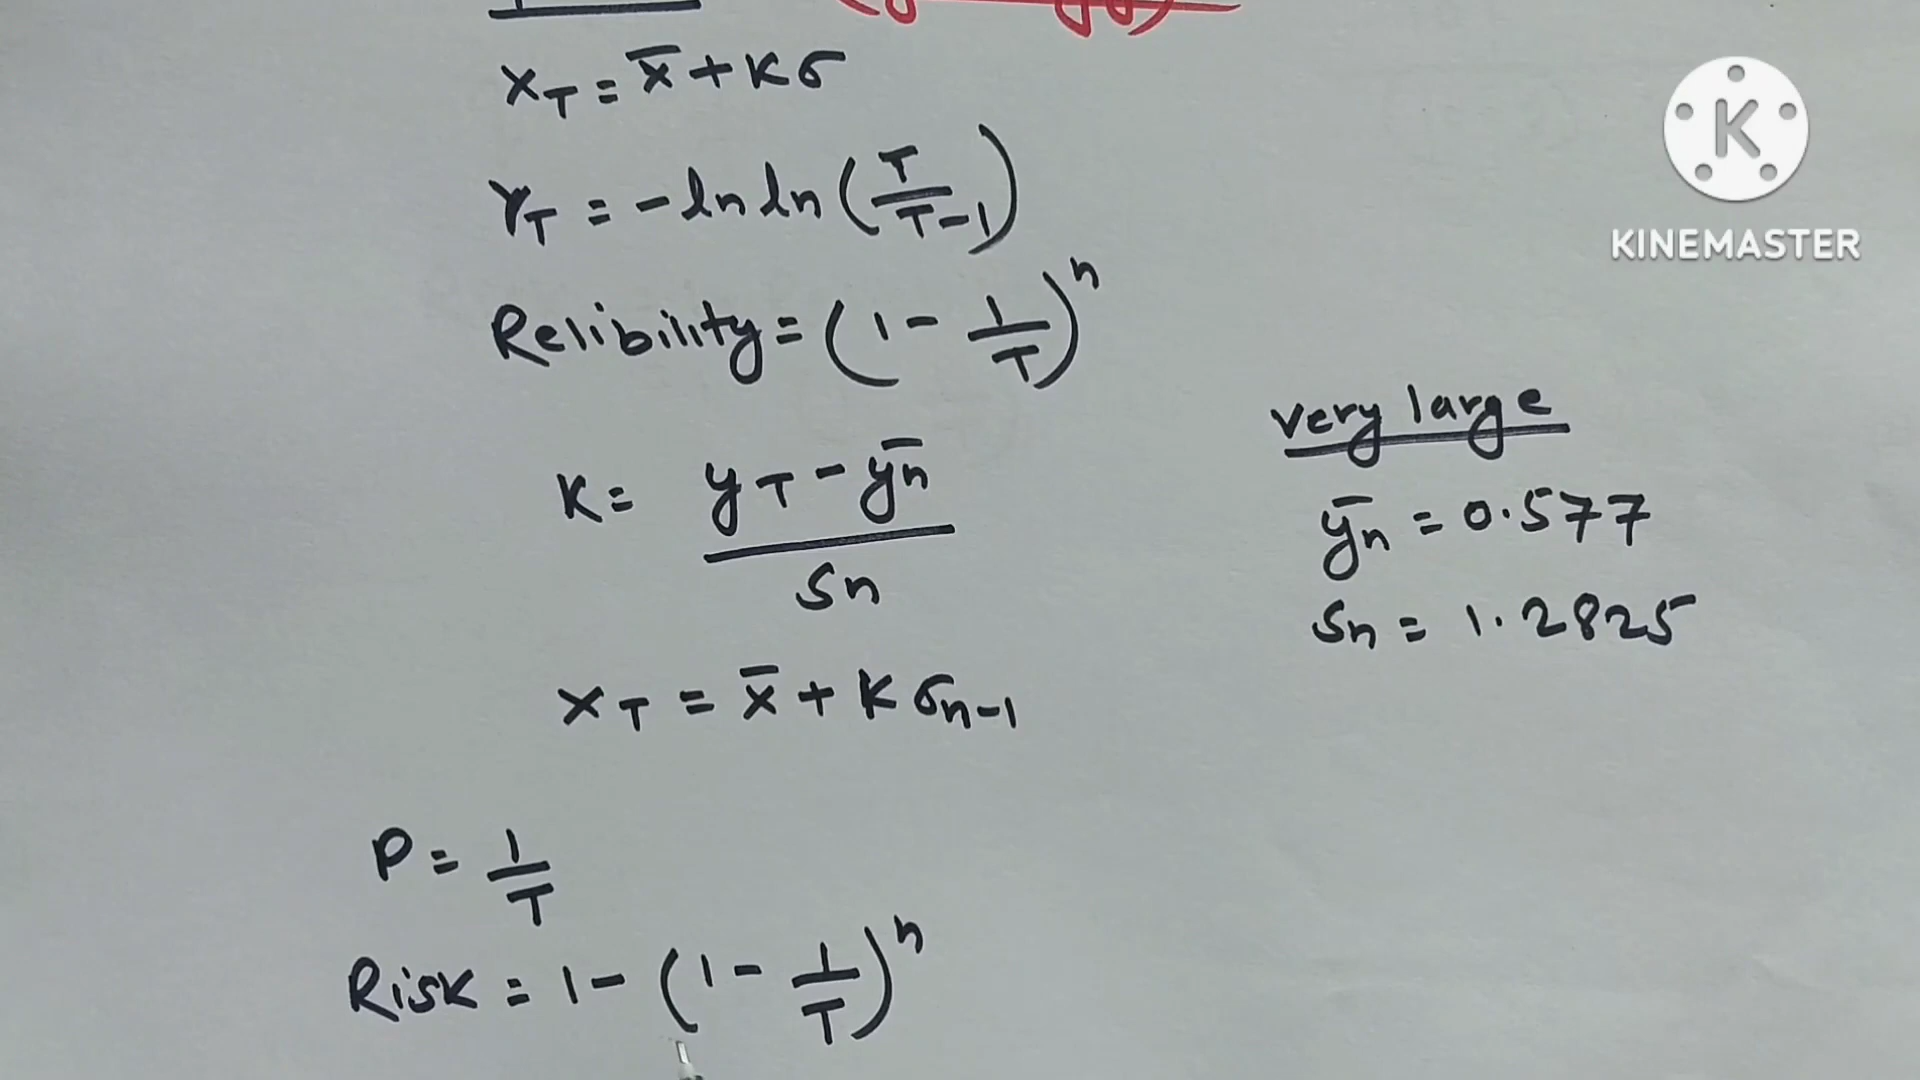 x_T = x̄ + Kσ
Y_T = -ln ln (T/T-1)
Relibility = (1 - 1/T)^n
K = y_T - ȳn / Sn
x_T = x̄ + K σn-1
P = 1/T
Risk = 1 - (1 - 1/T)^n
very large
ȳn = 0.577
Sn = 1.2825
K
KINEMASTER